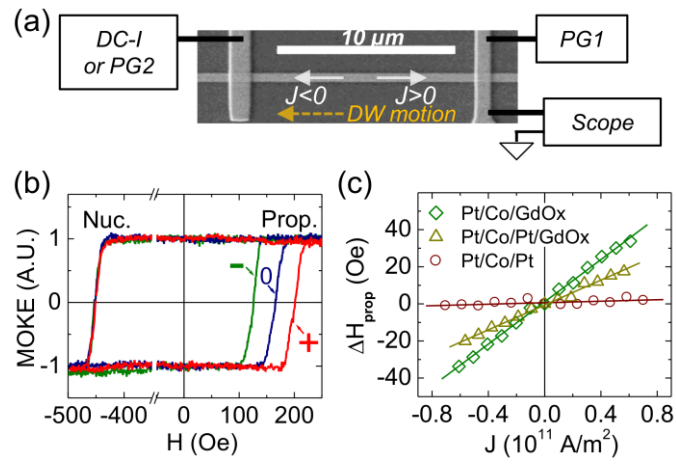 (a)
DC-I
or PG2
10 μm
PG1
J<0
J>0
DW motion
Scope
(b)
Nuc.
Prop.
1
0
-1
MOKE (A.U.)
−
0
+
-500 -400 0 100 200
H (Oe)
(c)
Pt/Co/GdOx
Pt/Co/Pt/GdOx
Pt/Co/Pt
40
20
0
-20
-40
ΔHprop (Oe)
-0.8 -0.4 0.0 0.4 0.8
J (10¹¹ A/m²)